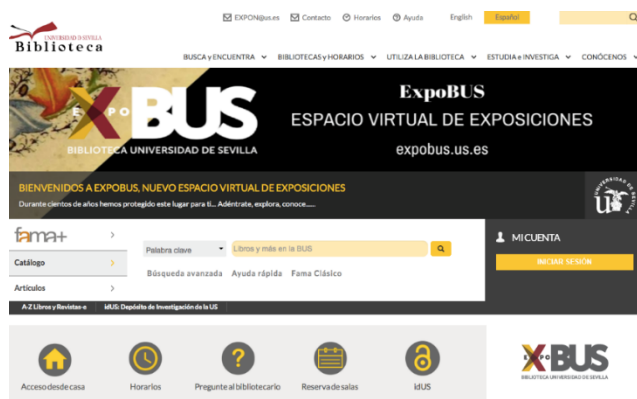 EXPON@us.es Contacto Horarios Ayuda English Español
UNIVERSIDAD D SEVILLA
Biblioteca
BUSCA y ENCUENTRA BIBLIOTECAS y HORARIOS UTILIZA LA BIBLIOTECA ESTUDIA e INVESTIGA CONÓCENOS
EXPO BUS
BIBLIOTECA UNIVERSIDAD DE SEVILLA
ExpoBUS
ESPACIO VIRTUAL DE EXPOSICIONES
expobus.us.es
BIENVENIDOS A EXPOBUS, NUEVO ESPACIO VIRTUAL DE EXPOSICIONES
Durante cientos de años hemos protegido este lugar para ti... Adéntrate, explora, conoce......
fama+
Catálogo
Artículos
Palabra clave Libros y más en la BUS
Búsqueda avanzada Ayuda rápida Fama Clásico
MI CUENTA
INICIAR SESIÓN
A-Z Libros y Revistas-e idUS: Depósito de Investigación de la US
Acceso desde casa Horarios Pregunte al bibliotecario Reserva de salas idUS
EXPO BUS
BIBLIOTECA UNIVERSIDAD DE SEVILLA